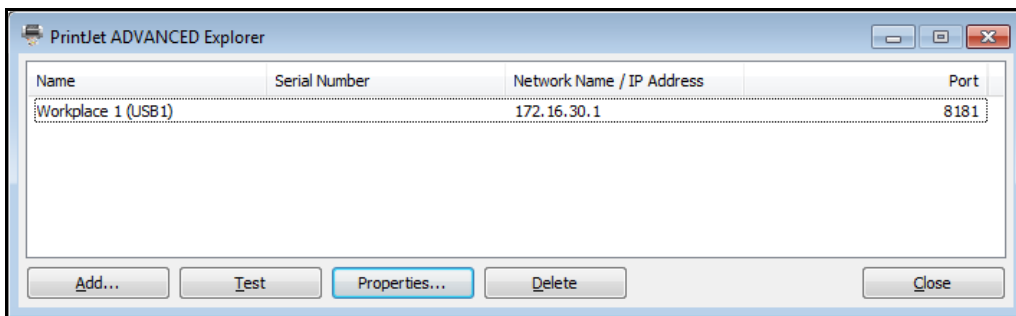 PrintJet ADVANCED Explorer
Name Serial Number Network Name / IP Address Port
Workplace 1 (USB1) 172.16.30.1 8181
Add... Test Properties... Delete Close